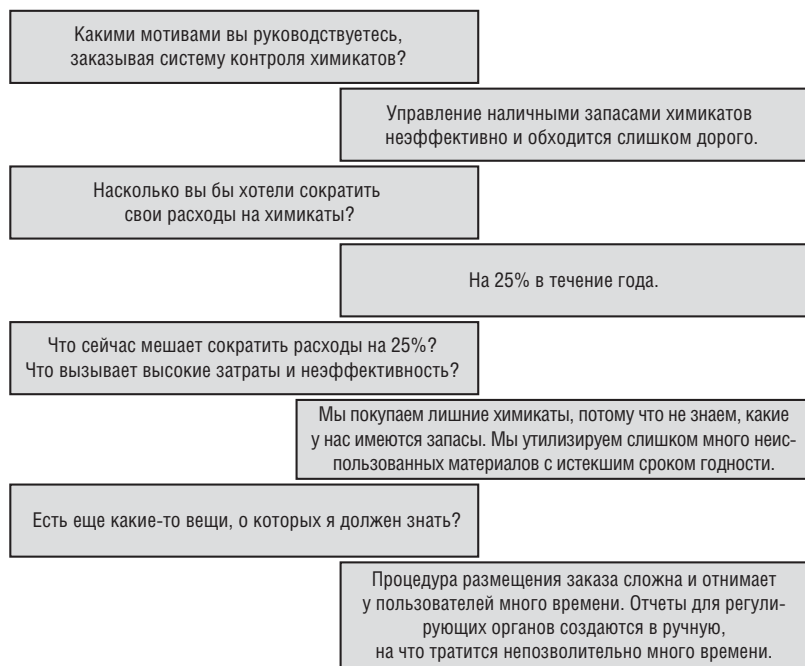 Какими мотивами вы руководствуетесь,
заказывая систему контроля химикатов?
Управление наличными запасами химикатов
неэффективно и обходится слишком дорого.
Насколько вы бы хотели сократить
свои расходы на химикаты?
На 25% в течение года.
Что сейчас мешает сократить расходы на 25%?
Что вызывает высокие затраты и неэффективность?
Мы покупаем лишние химикаты, потому что не знаем, какие
у нас имеются запасы. Мы утилизируем слишком много неис-
пользованных материалов с истекшим сроком годности.
Есть еще какие-то вещи, о которых я должен знать?
Процедура размещения заказа сложна и отнимает
у пользователей много времени. Отчеты для регули-
рующих органов создаются в ручную,
на что тратится непозволительно много времени.